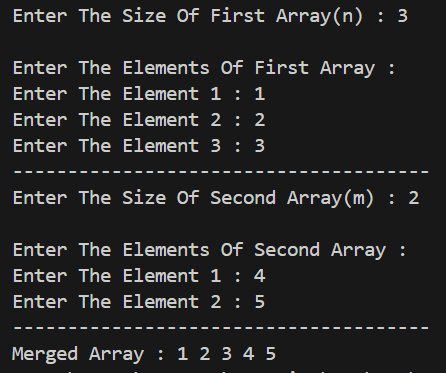 Enter The Size Of First Array(n) : 3
Enter The Elements Of First Array :
Enter The Element 1 : 1
Enter The Element 2 : 2
Enter The Element 3 : 3
--------------------------------------
Enter The Size Of Second Array(m) : 2
Enter The Elements Of Second Array :
Enter The Element 1 : 4
Enter The Element 2 : 5
--------------------------------------
Merged Array : 1 2 3 4 5